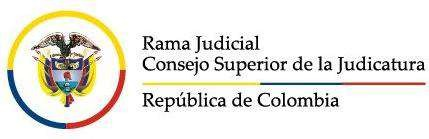 Rama Judicial
Consejo Superior de la Judicatura
República de Colombia